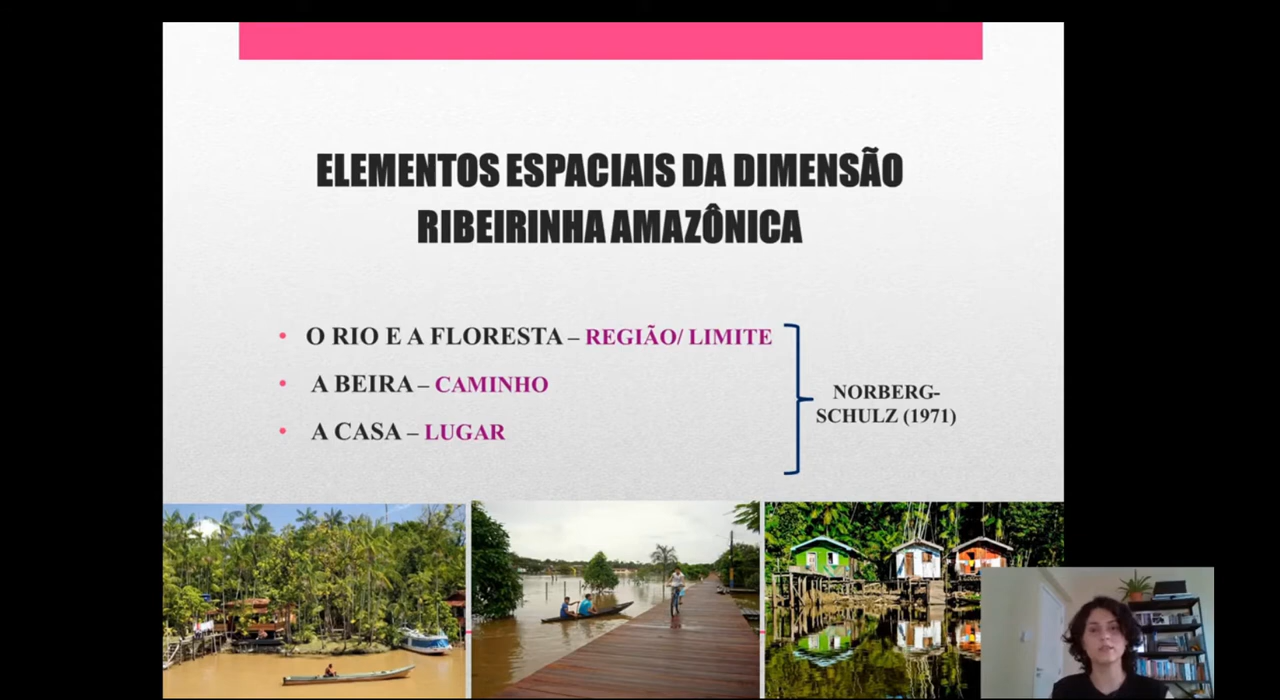 ELEMENTOS ESPACIAIS DA DIMENSÃO
RIBEIRINHA AMAZÔNICA
• O RIO E A FLORESTA – REGIÃO/ LIMITE
• A BEIRA – CAMINHO
• A CASA – LUGAR
NORBERG-
SCHULZ (1971)